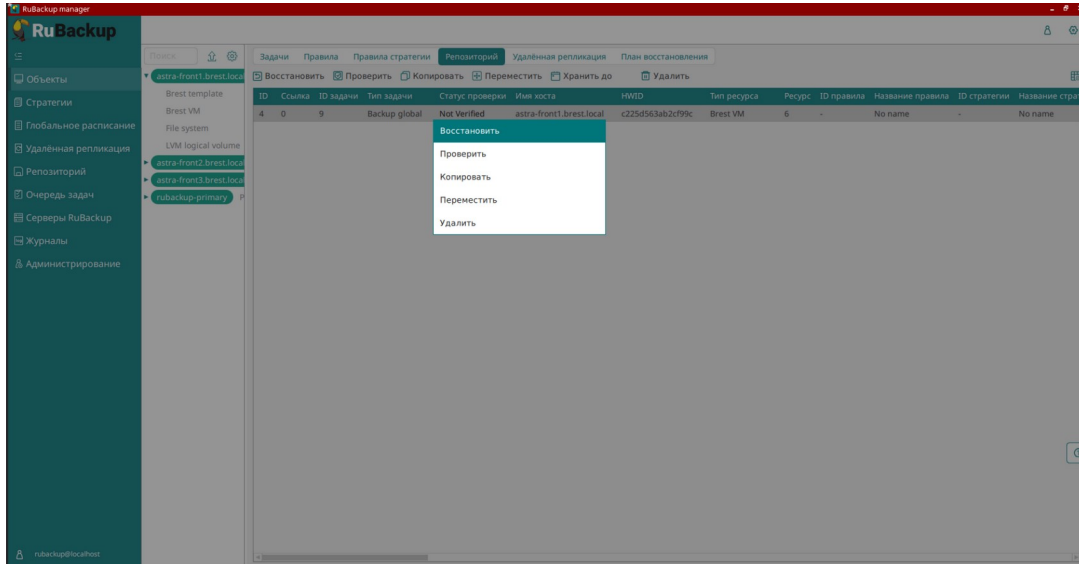 RuBackup manager
RuBackup
Поиск
Задачи Правила Правила стратегии Репозиторий Удалённая репликация План восстановления
Объекты
Стратегии
Глобальное расписание
Удалённая репликация
Репозиторий
Очередь задач
Серверы RuBackup
Журналы
Администрирование
astra-front1.brest.local
Brest template
Brest VM
File system
LVM logical volume
astra-front2.brest.local
astra-front3.brest.local
rubackup-primary
Восстановить Проверить Копировать Переместить Хранить до Удалить
ID Ссылка ID задачи Тип задачи Статус проверки Имя хоста HWID Тип ресурса Ресурс ID правила Название правила ID стратегии Название стра
4 0 9 Backup global Not Verified astra-front1.brest.local c225d563ab2cf99c Brest VM 6 - No name - No name
Восстановить
Проверить
Копировать
Переместить
Удалить
rubackup@localhost